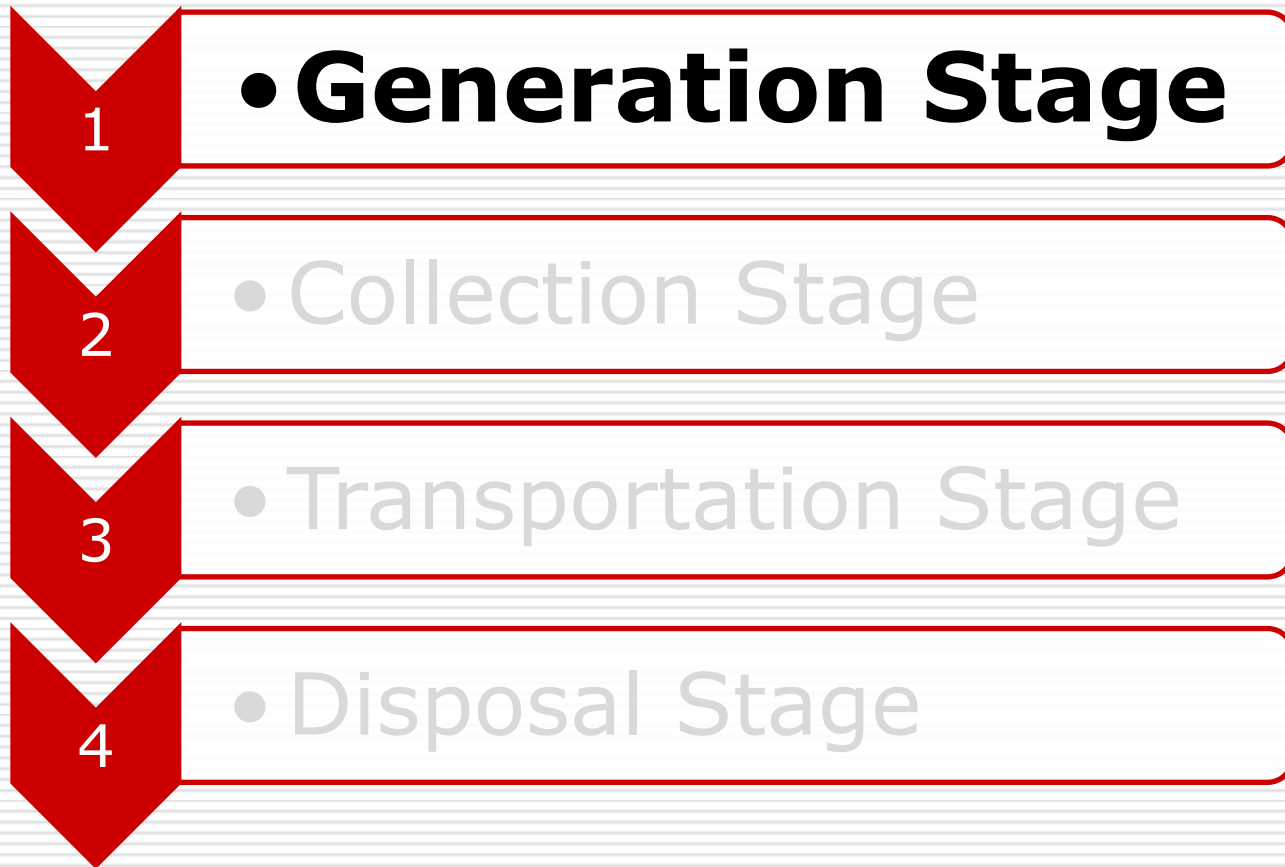 1
•Generation Stage
2
•Collection Stage
3
•Transportation Stage
4
•Disposal Stage